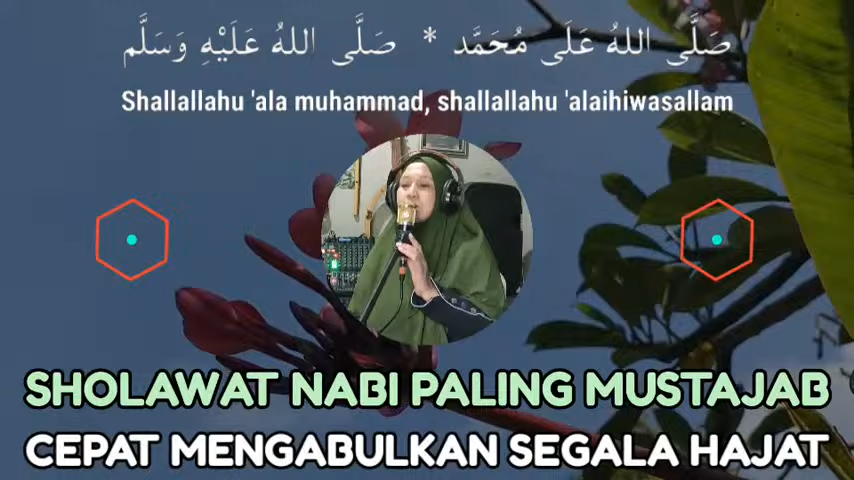 صَلَّى اللهُ عَلَى مُحَمَّد * صَلَّى اللهُ عَلَيْهِ وَسَلَّم
Shallallahu 'ala muhammad, shallallahu 'alaihiwasallam
SHOLAWAT NABI PALING MUSTAJAB
CEPAT MENGABULKAN SEGALA HAJAT